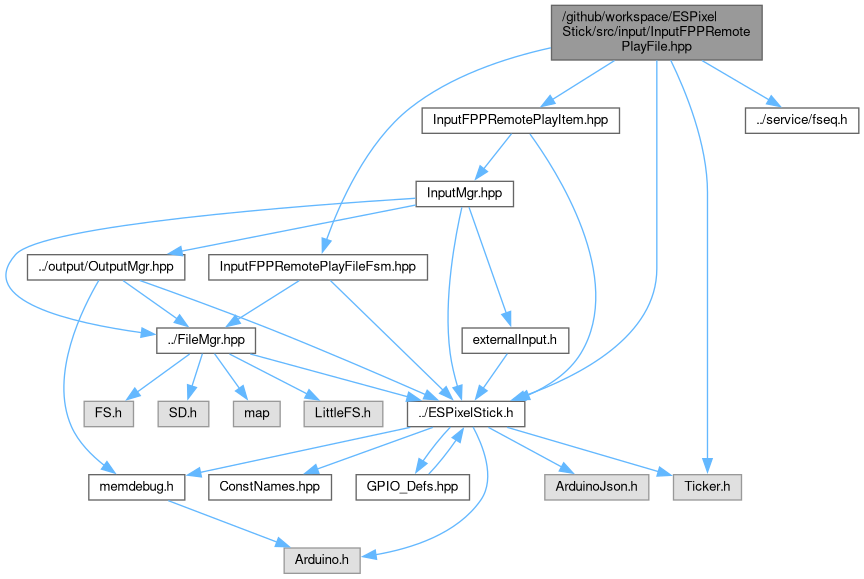 /github/workspace/ESPixel
Stick/src/input/InputFPPRemote
PlayFile.hpp
InputFPPRemotePlayItem.hpp
../service/fseq.h
InputMgr.hpp
../output/OutputMgr.hpp
InputFPPRemotePlayFileFsm.hpp
../FileMgr.hpp
externalInput.h
FS.h
SD.h
map
LittleFS.h
../ESPixelStick.h
memdebug.h
ConstNames.hpp
GPIO_Defs.hpp
ArduinoJson.h
Ticker.h
Arduino.h